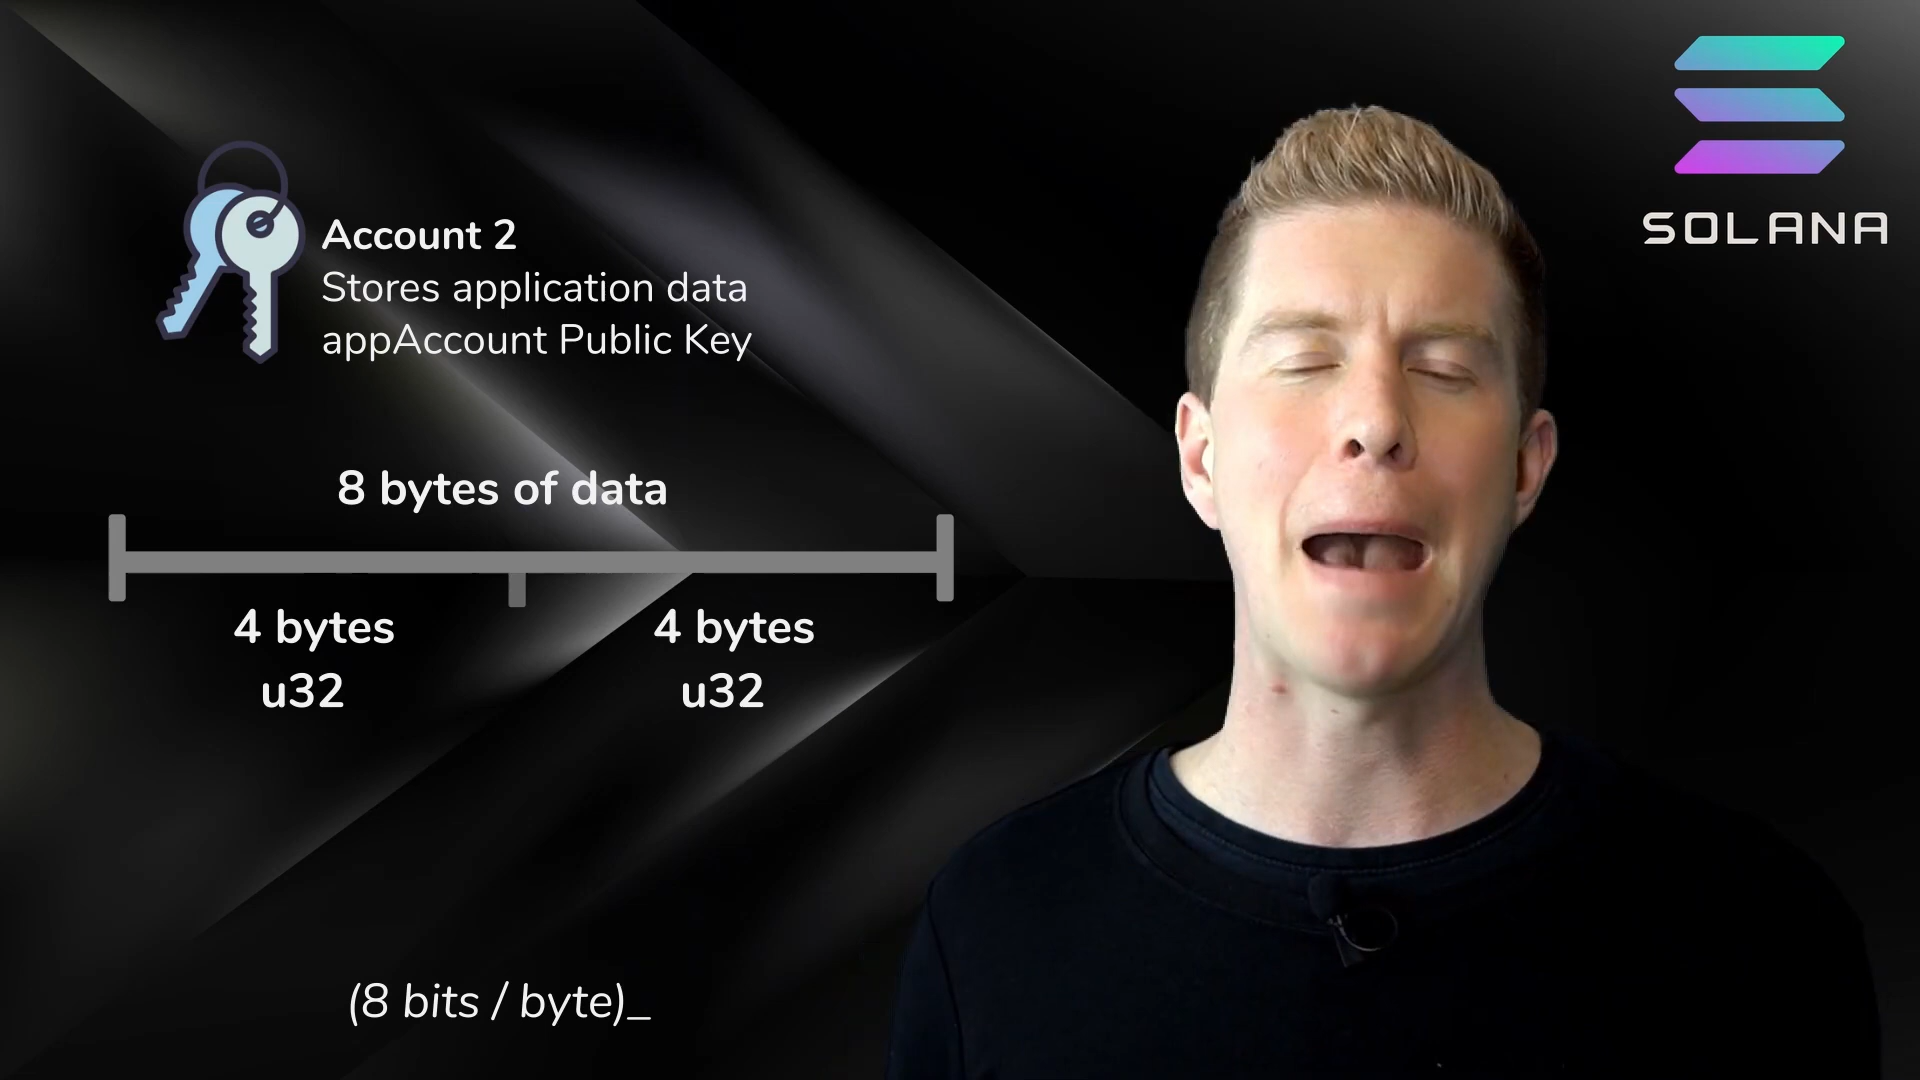 SOLANA
Account 2
Stores application data
appAccount Public Key
8 bytes of data
4 bytes
u32
4 bytes
u32
(8 bits / byte)_